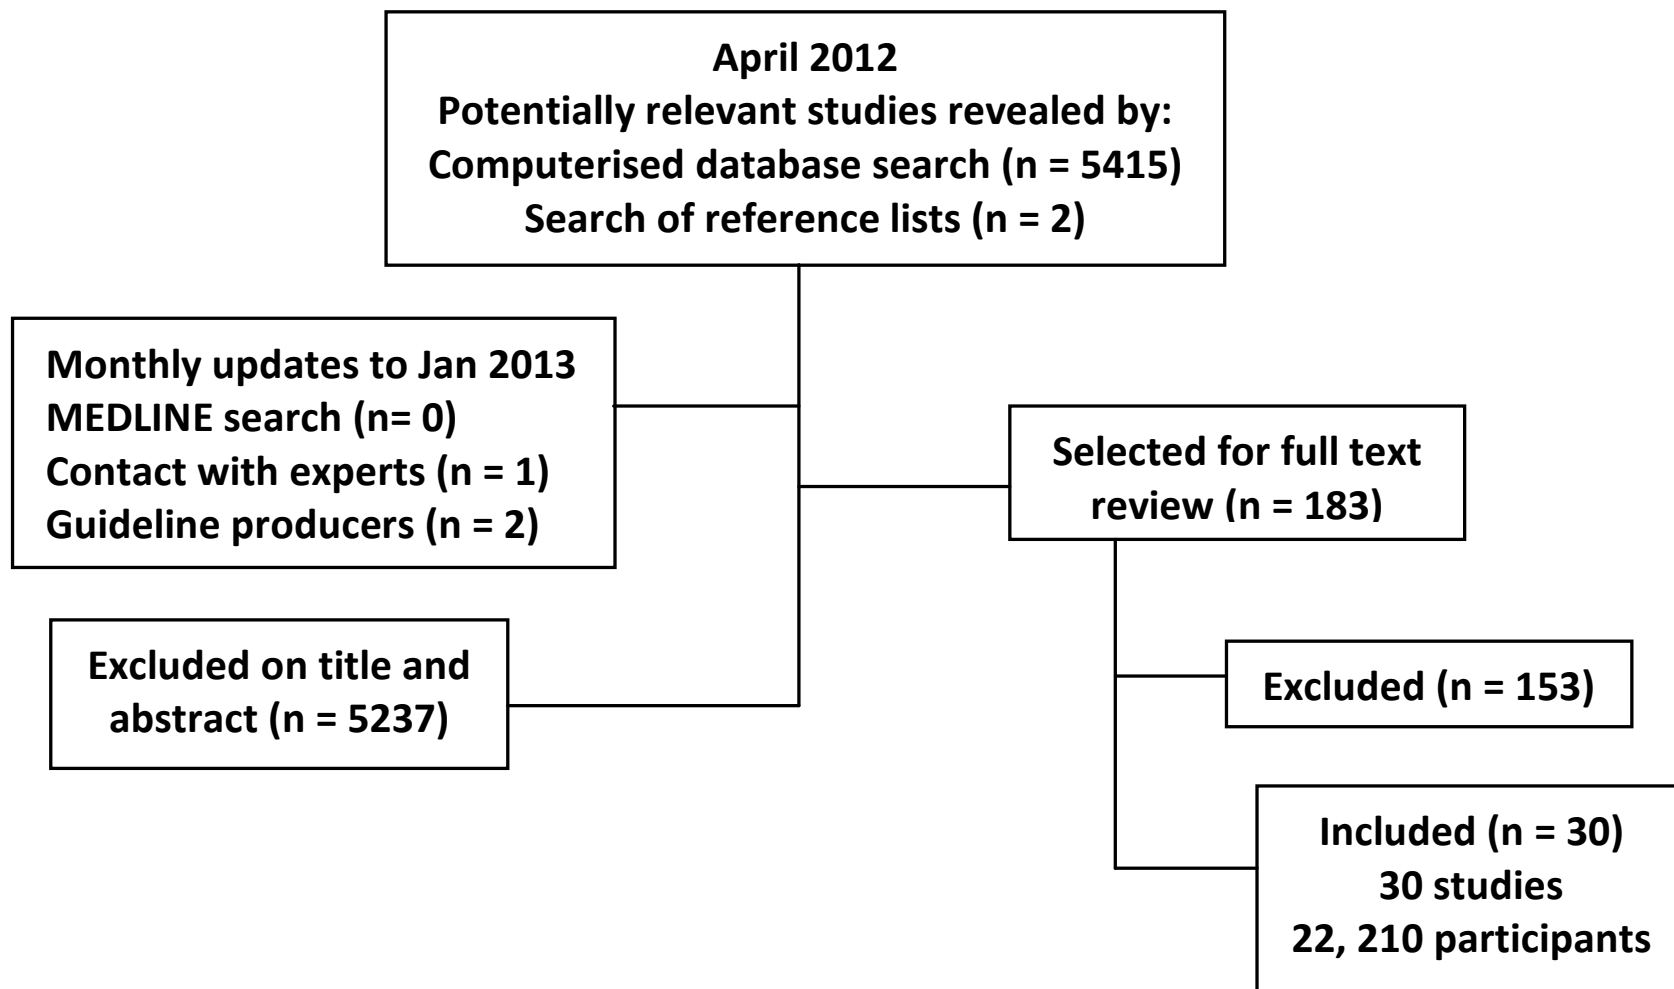 April 2012
Potentially relevant studies revealed by:
Computerised database search (n = 5415)
Search of reference lists (n = 2)
Monthly updates to Jan 2013
MEDLINE search (n= 0)
Contact with experts (n = 1)
Guideline producers (n = 2)
Selected for full text
review (n = 183)
Excluded on title and
abstract (n = 5237)
Excluded (n = 153)
Included (n = 30)
30 studies
22, 210 participants